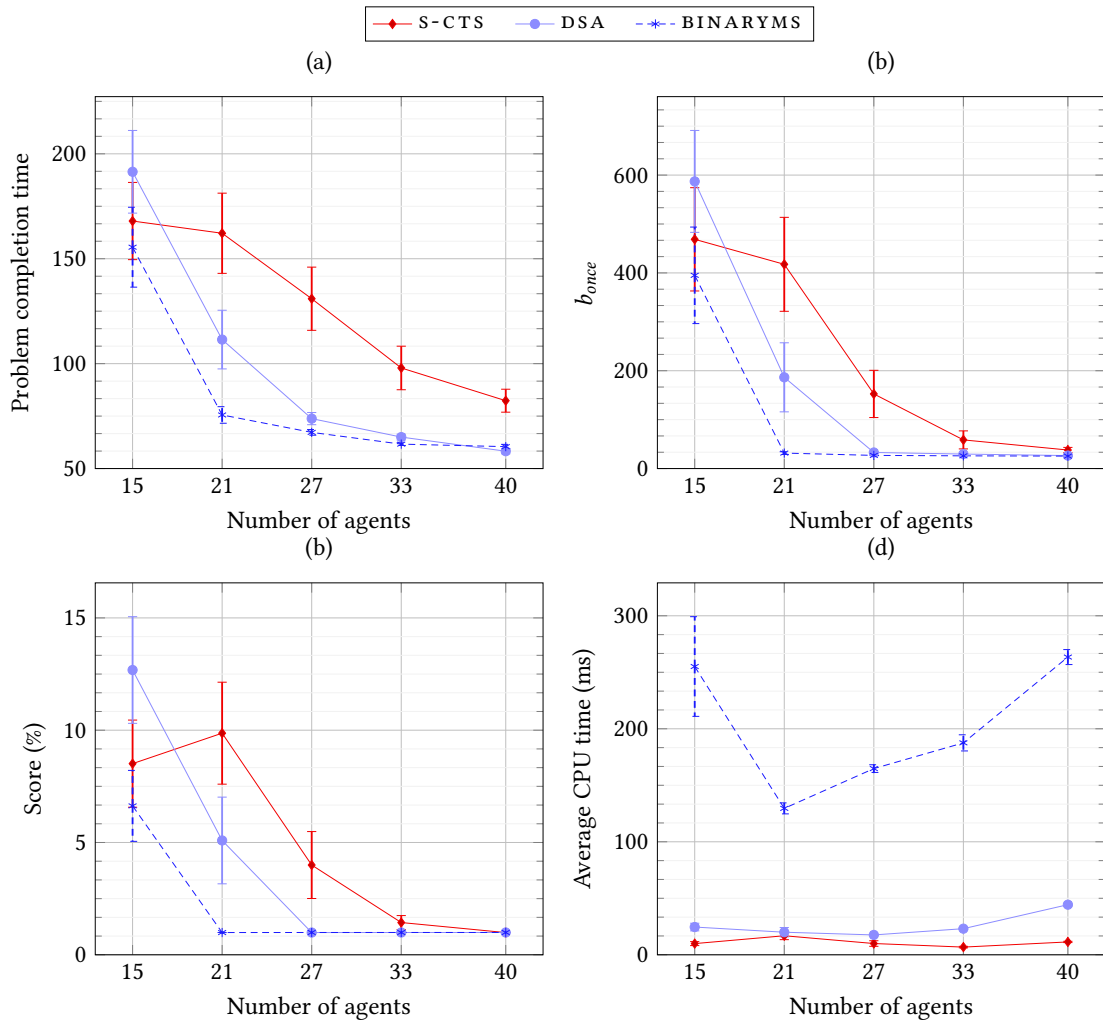 S-CTS DSA BINARYMS
(a)
Problem completion time
200
150
100
50
15 21 27 33 40
Number of agents
(b)
b_once
600
400
200
0
15 21 27 33 40
Number of agents
(b)
Score (%)
15
10
5
0
15 21 27 33 40
Number of agents
(d)
Average CPU time (ms)
300
200
100
0
15 21 27 33 40
Number of agents